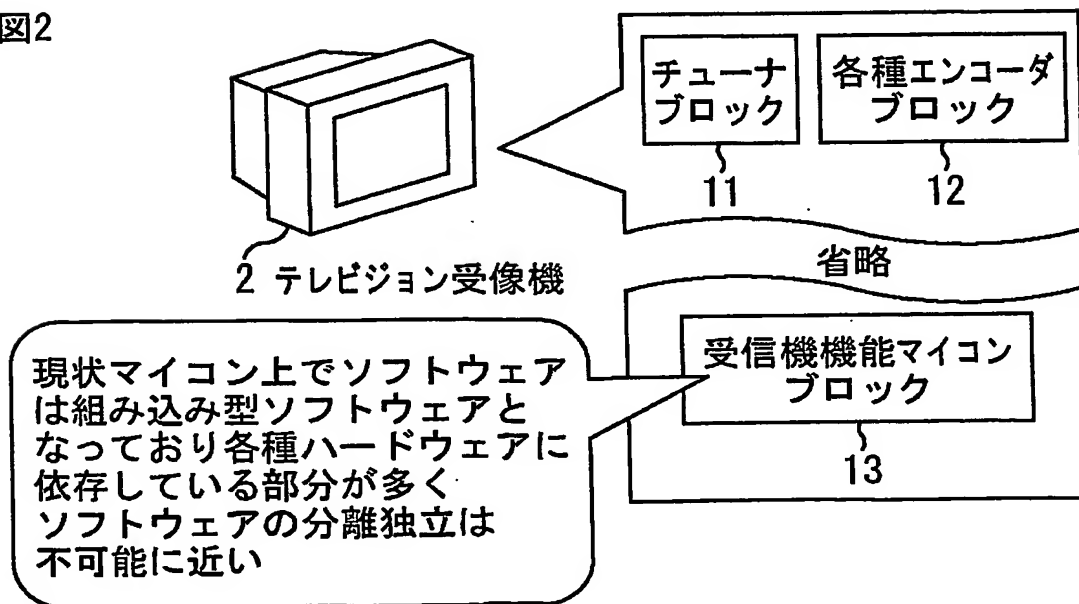 図2
チューナ
ブロック
各種エンコーダ
ブロック
11
12
2 テレビジョン受像機
省略
受信機機能マイコン
ブロック
13
現状マイコン上でソフトウェア
は組み込み型ソフトウェアと
なっており各種ハードウェアに
依存している部分が多く
ソフトウェアの分離独立は
不可能に近い